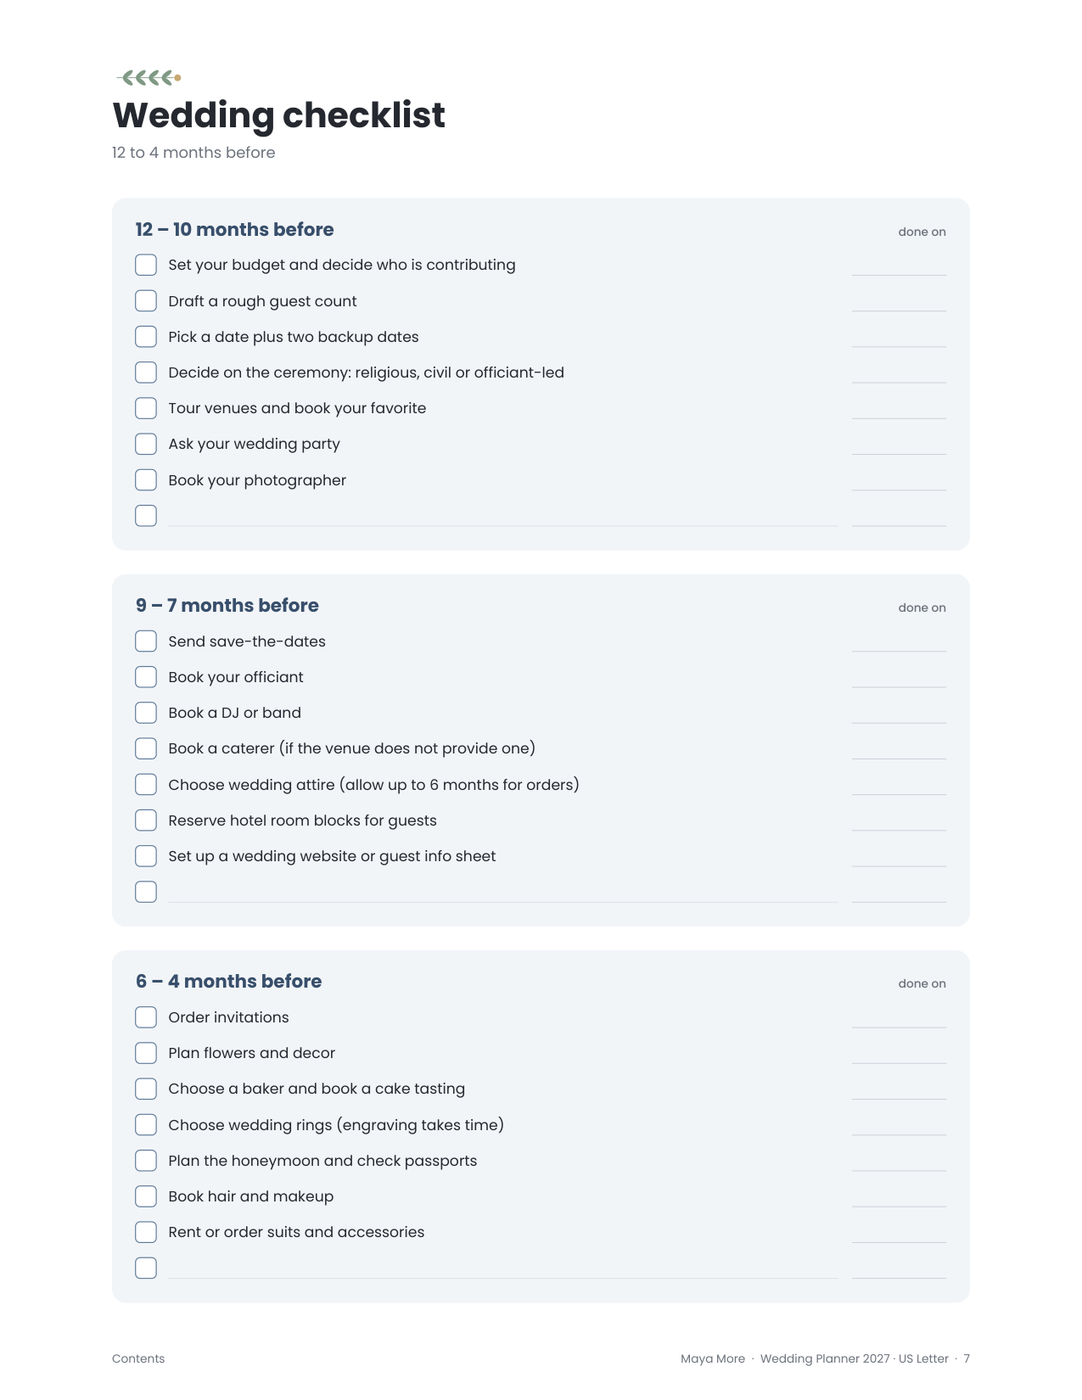 Wedding checklist
12 to 4 months before
12 – 10 months before
done on
Set your budget and decide who is contributing
Draft a rough guest count
Pick a date plus two backup dates
Decide on the ceremony: religious, civil or officiant-led
Tour venues and book your favorite
Ask your wedding party
Book your photographer
9 – 7 months before
done on
Send save-the-dates
Book your officiant
Book a DJ or band
Book a caterer (if the venue does not provide one)
Choose wedding attire (allow up to 6 months for orders)
Reserve hotel room blocks for guests
Set up a wedding website or guest info sheet
6 – 4 months before
done on
Order invitations
Plan flowers and decor
Choose a baker and book a cake tasting
Choose wedding rings (engraving takes time)
Plan the honeymoon and check passports
Book hair and makeup
Rent or order suits and accessories
Contents
Maya More · Wedding Planner 2027 · US Letter · 7